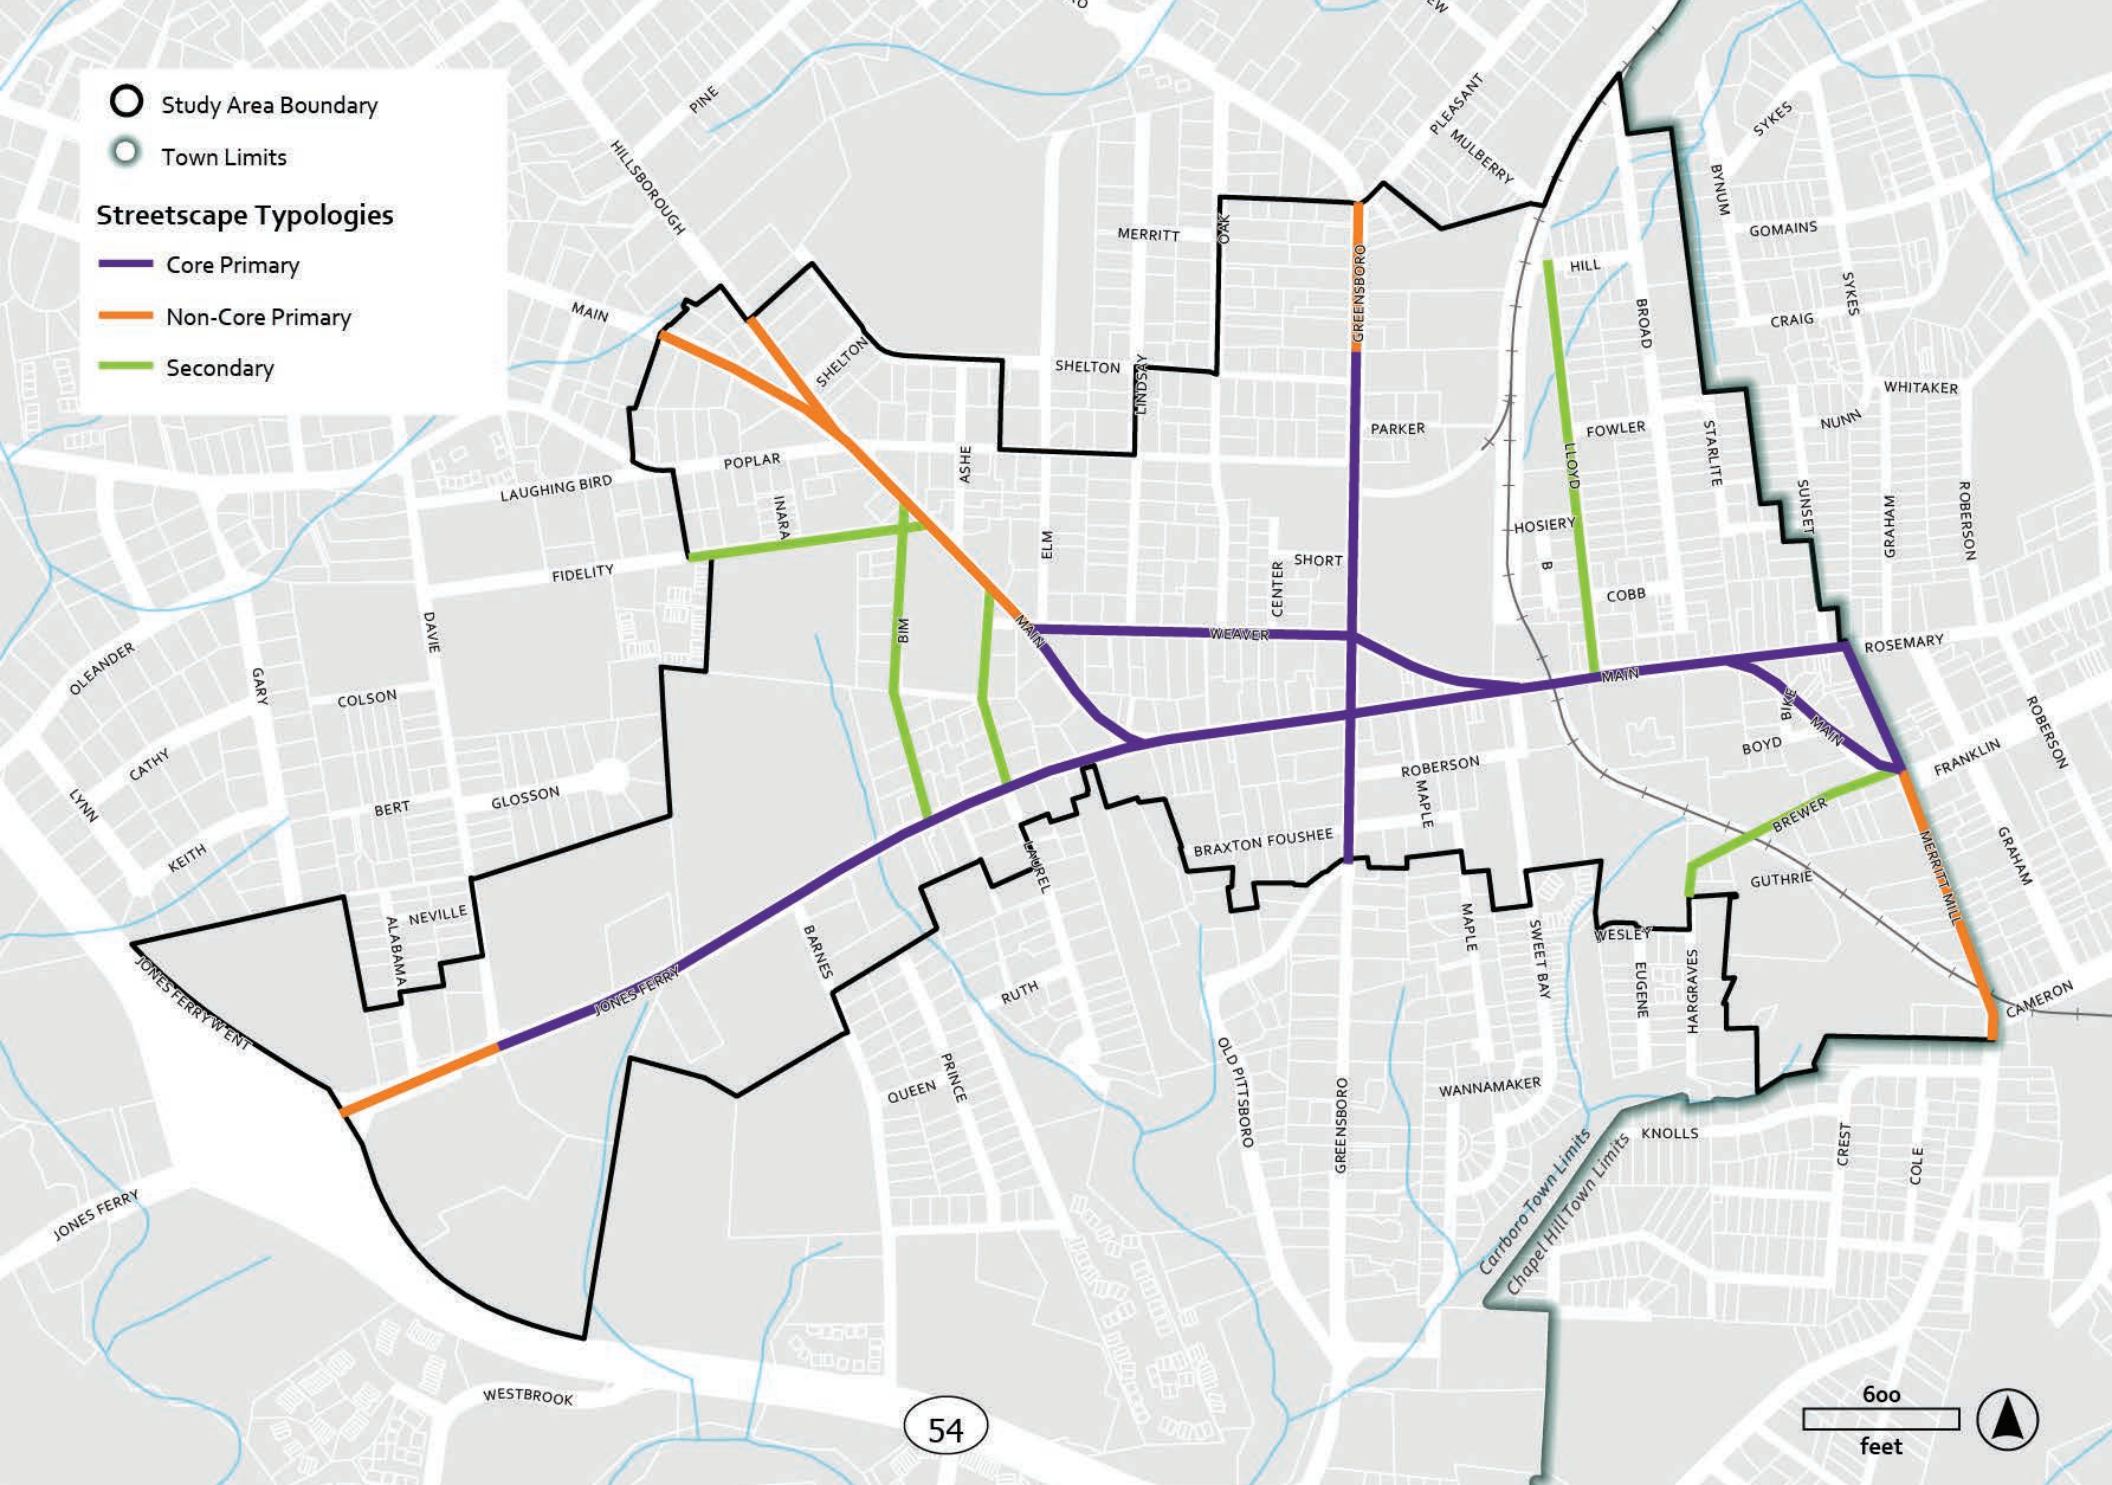 Study Area Boundary
Town Limits
Streetscape Typologies
Core Primary
Non-Core Primary
Secondary
PINE
HILLSBOROUGH
MAIN
SHELTON
MERRITT
OAK
SHELTON
LINDSAY
GREENSBORO
PLEASANT
MULBERRY
SYKES
BYNUM
GOMAINS
SYKES
CRAIG
HILL
BROAD
WHITAKER
NUNN
PARKER
FOWLER
LLOYD
STARLITE
SUNSET
GRAHAM
ROBERSON
HOSIERY
B
COBB
LAUGHING BIRD
POPLAR
INARA
ASHE
ELM
CENTER
SHORT
FIDELITY
DAVIE
BIM
MAIN
WEAVER
MAIN
ROSEMARY
OLEANDER
GARY
COLSON
CATHY
LYNN
BERT
GLOSSON
KEITH
ROBERSON
MAPLE
BRAXTON FOUSHEE
BIKE
MAIN
BOYD
FRANKLIN
ROBERSON
BREWER
GRAHAM
MERRITT MILL
GUTHRIE
LAUREL
NEVILLE
ALABAMA
JONES FERRY W ENT
JONES FERRY
BARNES
RUTH
QUEEN
PRINCE
OLD PITTSBORO
GREENSBORO
MAPLE
SWEET BAY
WESLEY
EUGENE
HARGRAVES
CAMERON
WANNAMAKER
KNOLLS
CREST
COLE
Carrboro Town Limits
Chapel Hill Town Limits
JONES FERRY
WESTBROOK
54
600
feet